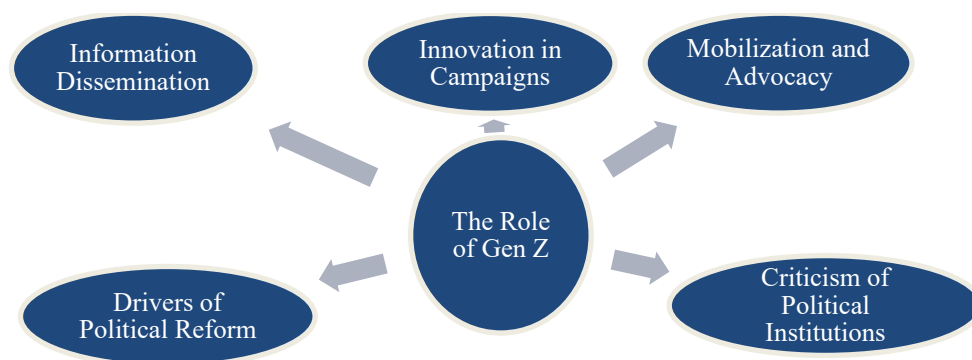 Information
Dissemination
Innovation in
Campaigns
Mobilization and
Advocacy
The Role
of Gen Z
Drivers of
Political Reform
Criticism of
Political
Institutions